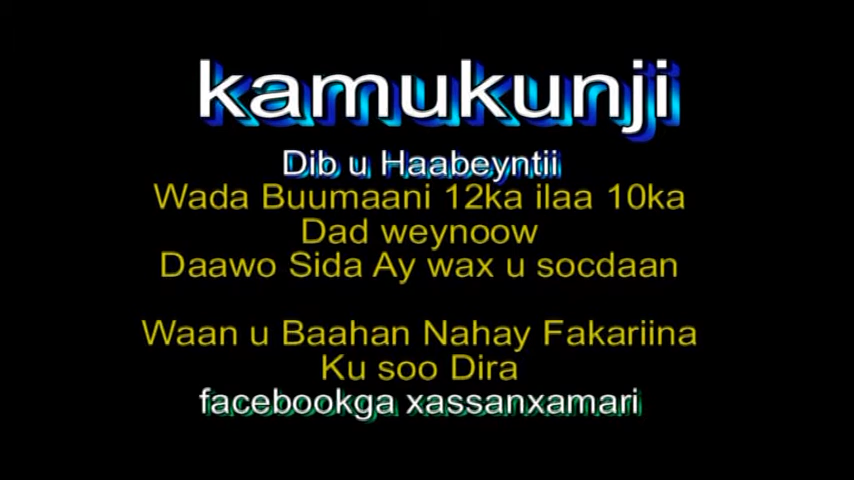 kamukunji
Dib u Haabeyntii
Wada Buumaani 12ka ilaa 10ka
Dad weynoow
Daawo Sida Ay wax u socdaan
Waan u Baahan Nahay Fakariina
Ku soo Dira
facebookga xassanxamari